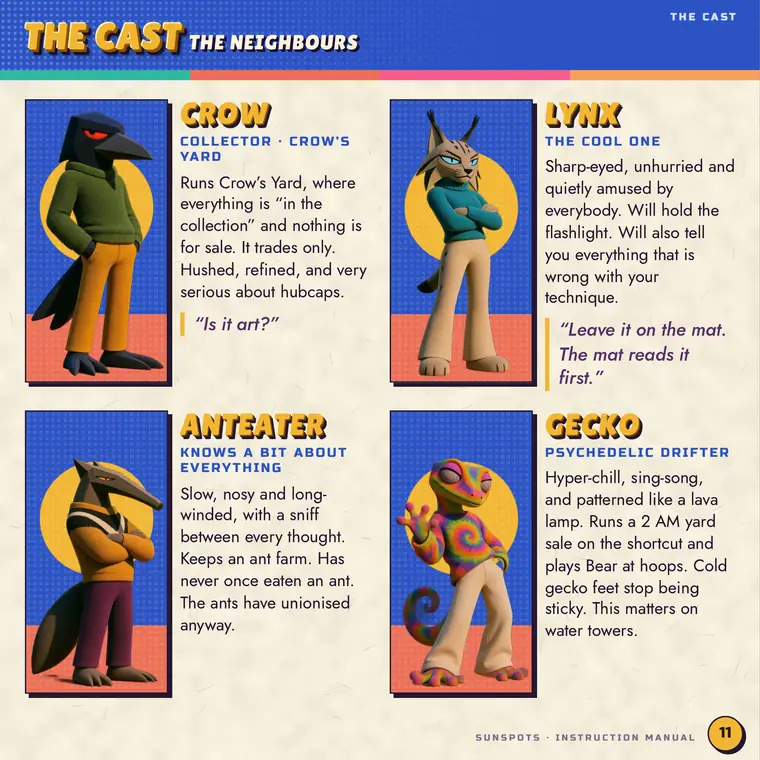 THE CAST
THE CAST THE NEIGHBOURS
CROW
COLLECTOR · CROW'S
YARD
Runs Crow's Yard, where
everything is “in the
collection” and nothing is
for sale. It trades only.
Hushed, refined, and very
serious about hubcaps.
“Is it art?”
LYNX
THE COOL ONE
Sharp-eyed, unhurried and
quietly amused by
everybody. Will hold the
flashlight. Will also tell
you everything that is
wrong with your
technique.
“Leave it on the mat.
The mat reads it
first.”
ANTEATER
KNOWS A BIT ABOUT
EVERYTHING
Slow, nosy and long-
winded, with a sniff
between every thought.
Keeps an ant farm. Has
never once eaten an ant.
The ants have unionised
anyway.
GECKO
PSYCHEDELIC DRIFTER
Hyper-chill, sing-song,
and patterned like a lava
lamp. Runs a 2 AM yard
sale on the shortcut and
plays Bear at hoops. Cold
gecko feet stop being
sticky. This matters on
water towers.
SUNSPOTS · INSTRUCTION MANUAL
11